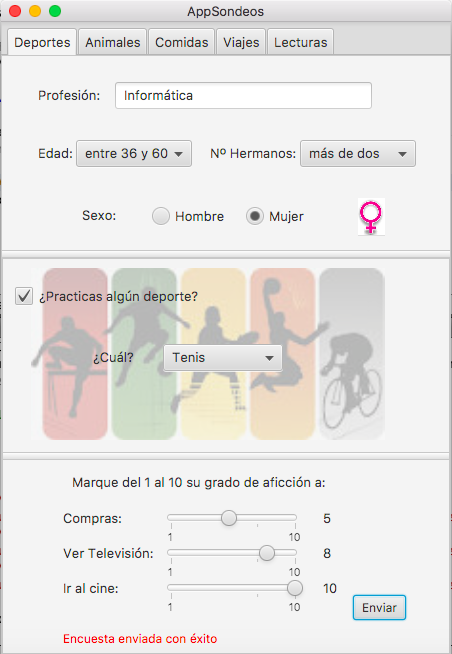 AppSondeos
Deportes Animales Comidas Viajes Lecturas
Profesión: Informática
Edad: entre 36 y 60 Nº Hermanos: más de dos
Sexo: Hombre Mujer
¿Practicas algún deporte?
¿Cuál? Tenis
Marque del 1 al 10 su grado de aficción a:
Compras: 5
1 10
Ver Televisión: 8
1 10
Ir al cine: 10
1 10
Enviar
Encuesta enviada con éxito